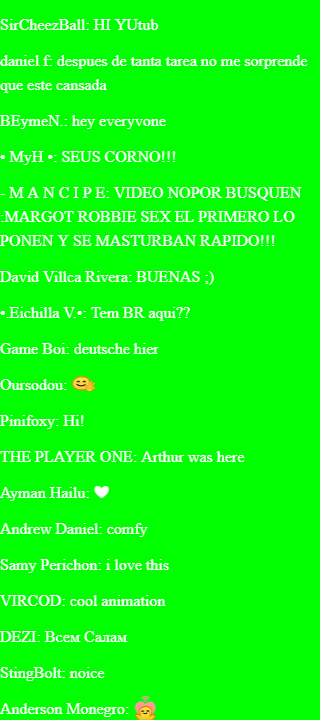 SirCheezBall: HI YUtub
daniel f: despues de tanta tarea no me sorprende
que este cansada
BEymeN.: hey everyvone
• MyH •: SEUS CORNO!!!
- M A N C I P E: VIDEO NOPOR BUSQUEN
:MARGOT ROBBIE SEX EL PRIMERO LO
PONEN Y SE MASTURBAN RAPIDO!!!
David Villca Rivera: BUENAS ;)
•.Eichilla V.•: Tem BR aqui??
Game Boi: deutsche hier
Oursodou: 
Pinifoxy: Hi!
THE PLAYER ONE: Arthur was here
Ayman Hailu: 🤍
Andrew Daniel: comfy
Samy Perichon: i love this
VIRCOD: cool animation
DEZI: Всем Салам
StingBolt: noice
Anderson Monegro: